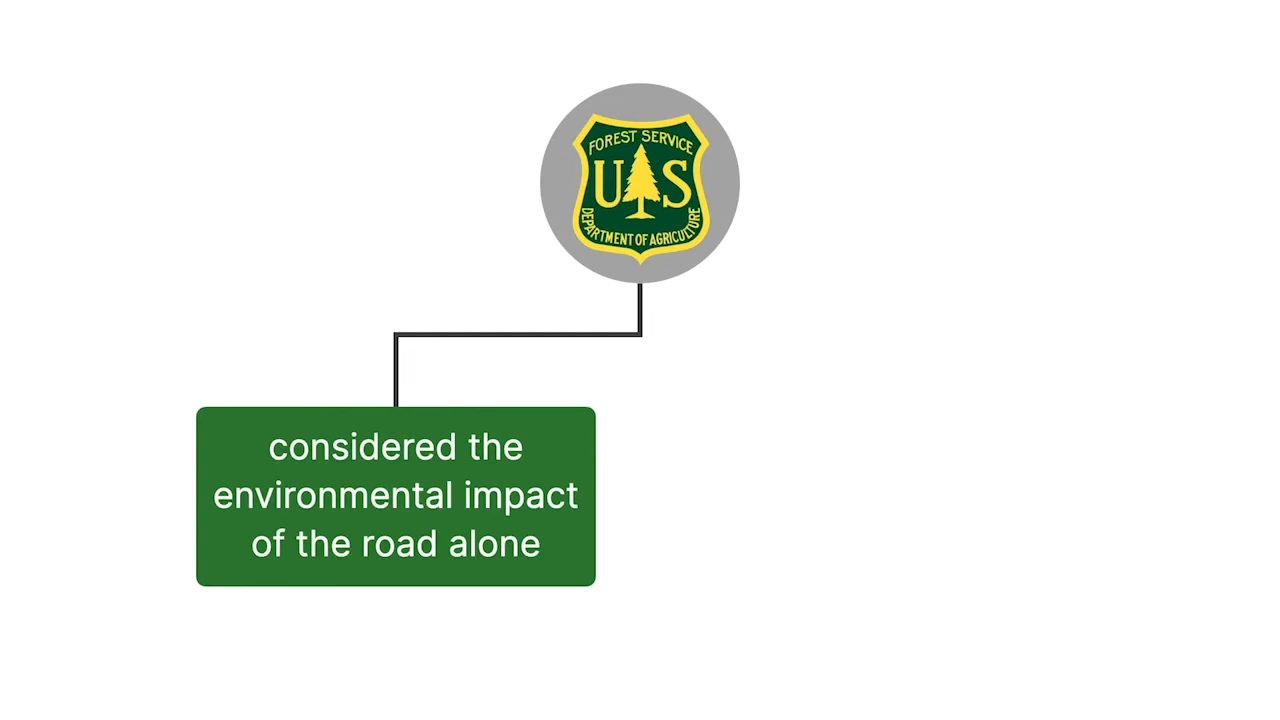 FOREST SERVICE
U S
DEPARTMENT OF AGRICULTURE
considered the
environmental impact
of the road alone